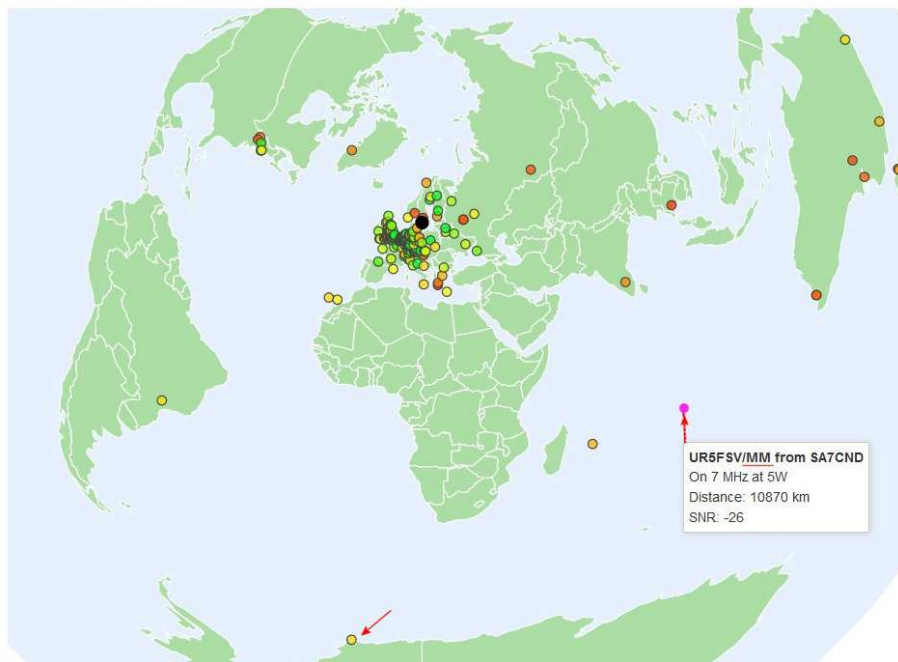 UR5FSV/MM from SA7CND
On 7 MHz at 5W
Distance: 10870 km
SNR: -26